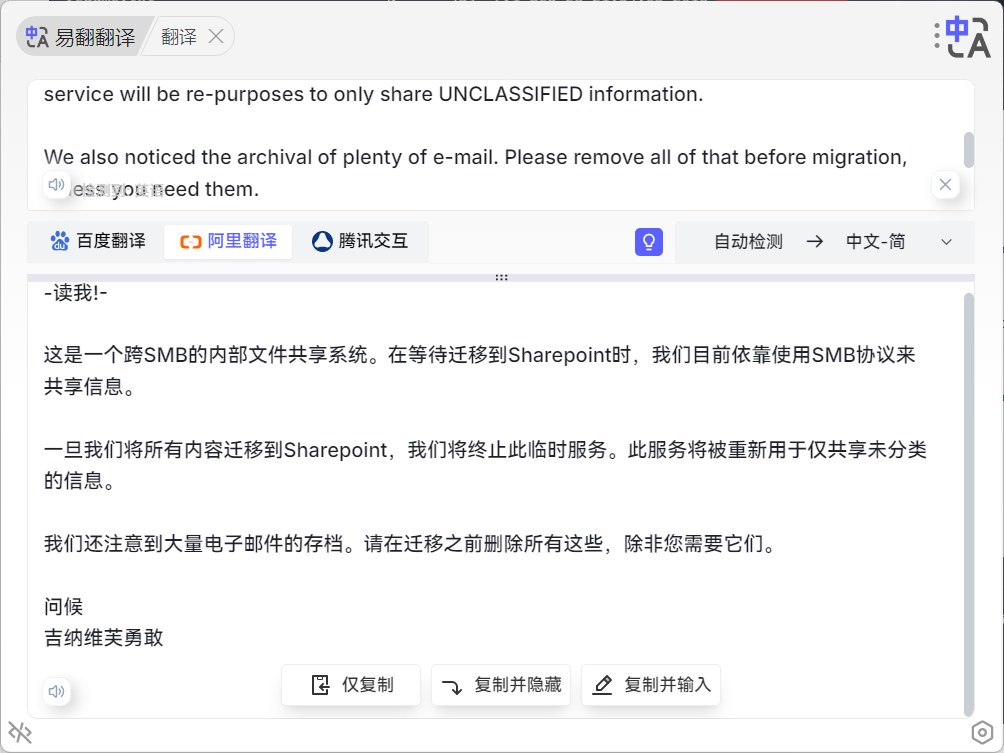 易翻翻译
翻译
service will be re-purposes to only share UNCLASSIFIED information.
We also noticed the archival of plenty of e-mail. Please remove all of that before migration,
you need them.
百度翻译
阿里翻译
腾讯交互
自动检测 → 中文-简
-读我!-
这是一个跨SMB的内部文件共享系统。在等待迁移到Sharepoint时，我们目前依靠使用SMB协议来
共享信息。
一旦我们将所有内容迁移到Sharepoint，我们将终止此临时服务。此服务将被重新用于仅共享未分类
的信息。
我们还注意到大量电子邮件的存档。请在迁移之前删除所有这些，除非您需要它们。
问候
吉纳维芙勇敢
仅复制
复制并隐藏
复制并输入